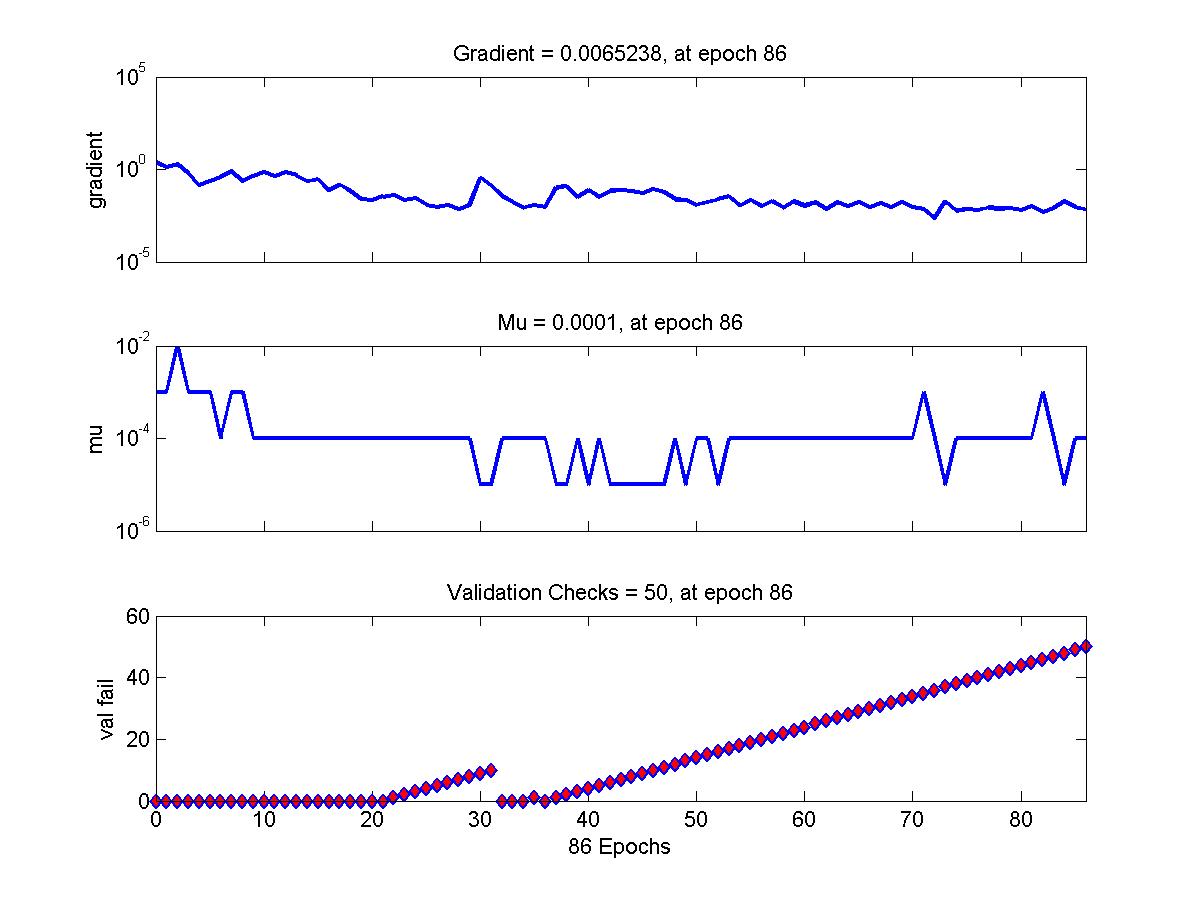 Gradient = 0.0065238, at epoch 86
10^5
10^0
10^-5
gradient
Mu = 0.0001, at epoch 86
10^-2
10^-4
10^-6
mu
Validation Checks = 50, at epoch 86
60
40
20
0
val fail
0 10 20 30 40 50 60 70 80
86 Epochs